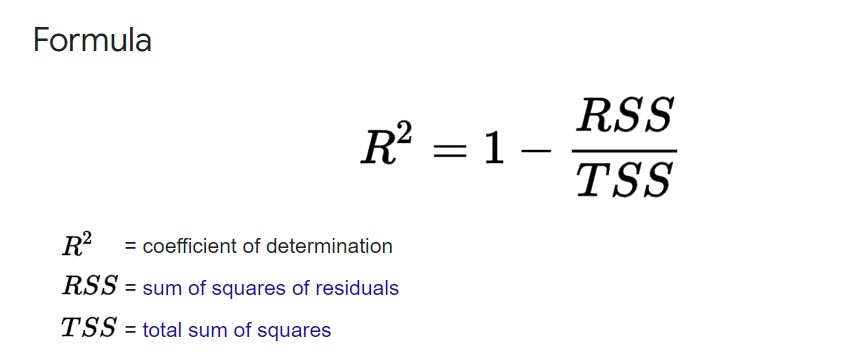 Formula
R² = 1 − RSS/TSS
R² = coefficient of determination
RSS = sum of squares of residuals
TSS = total sum of squares